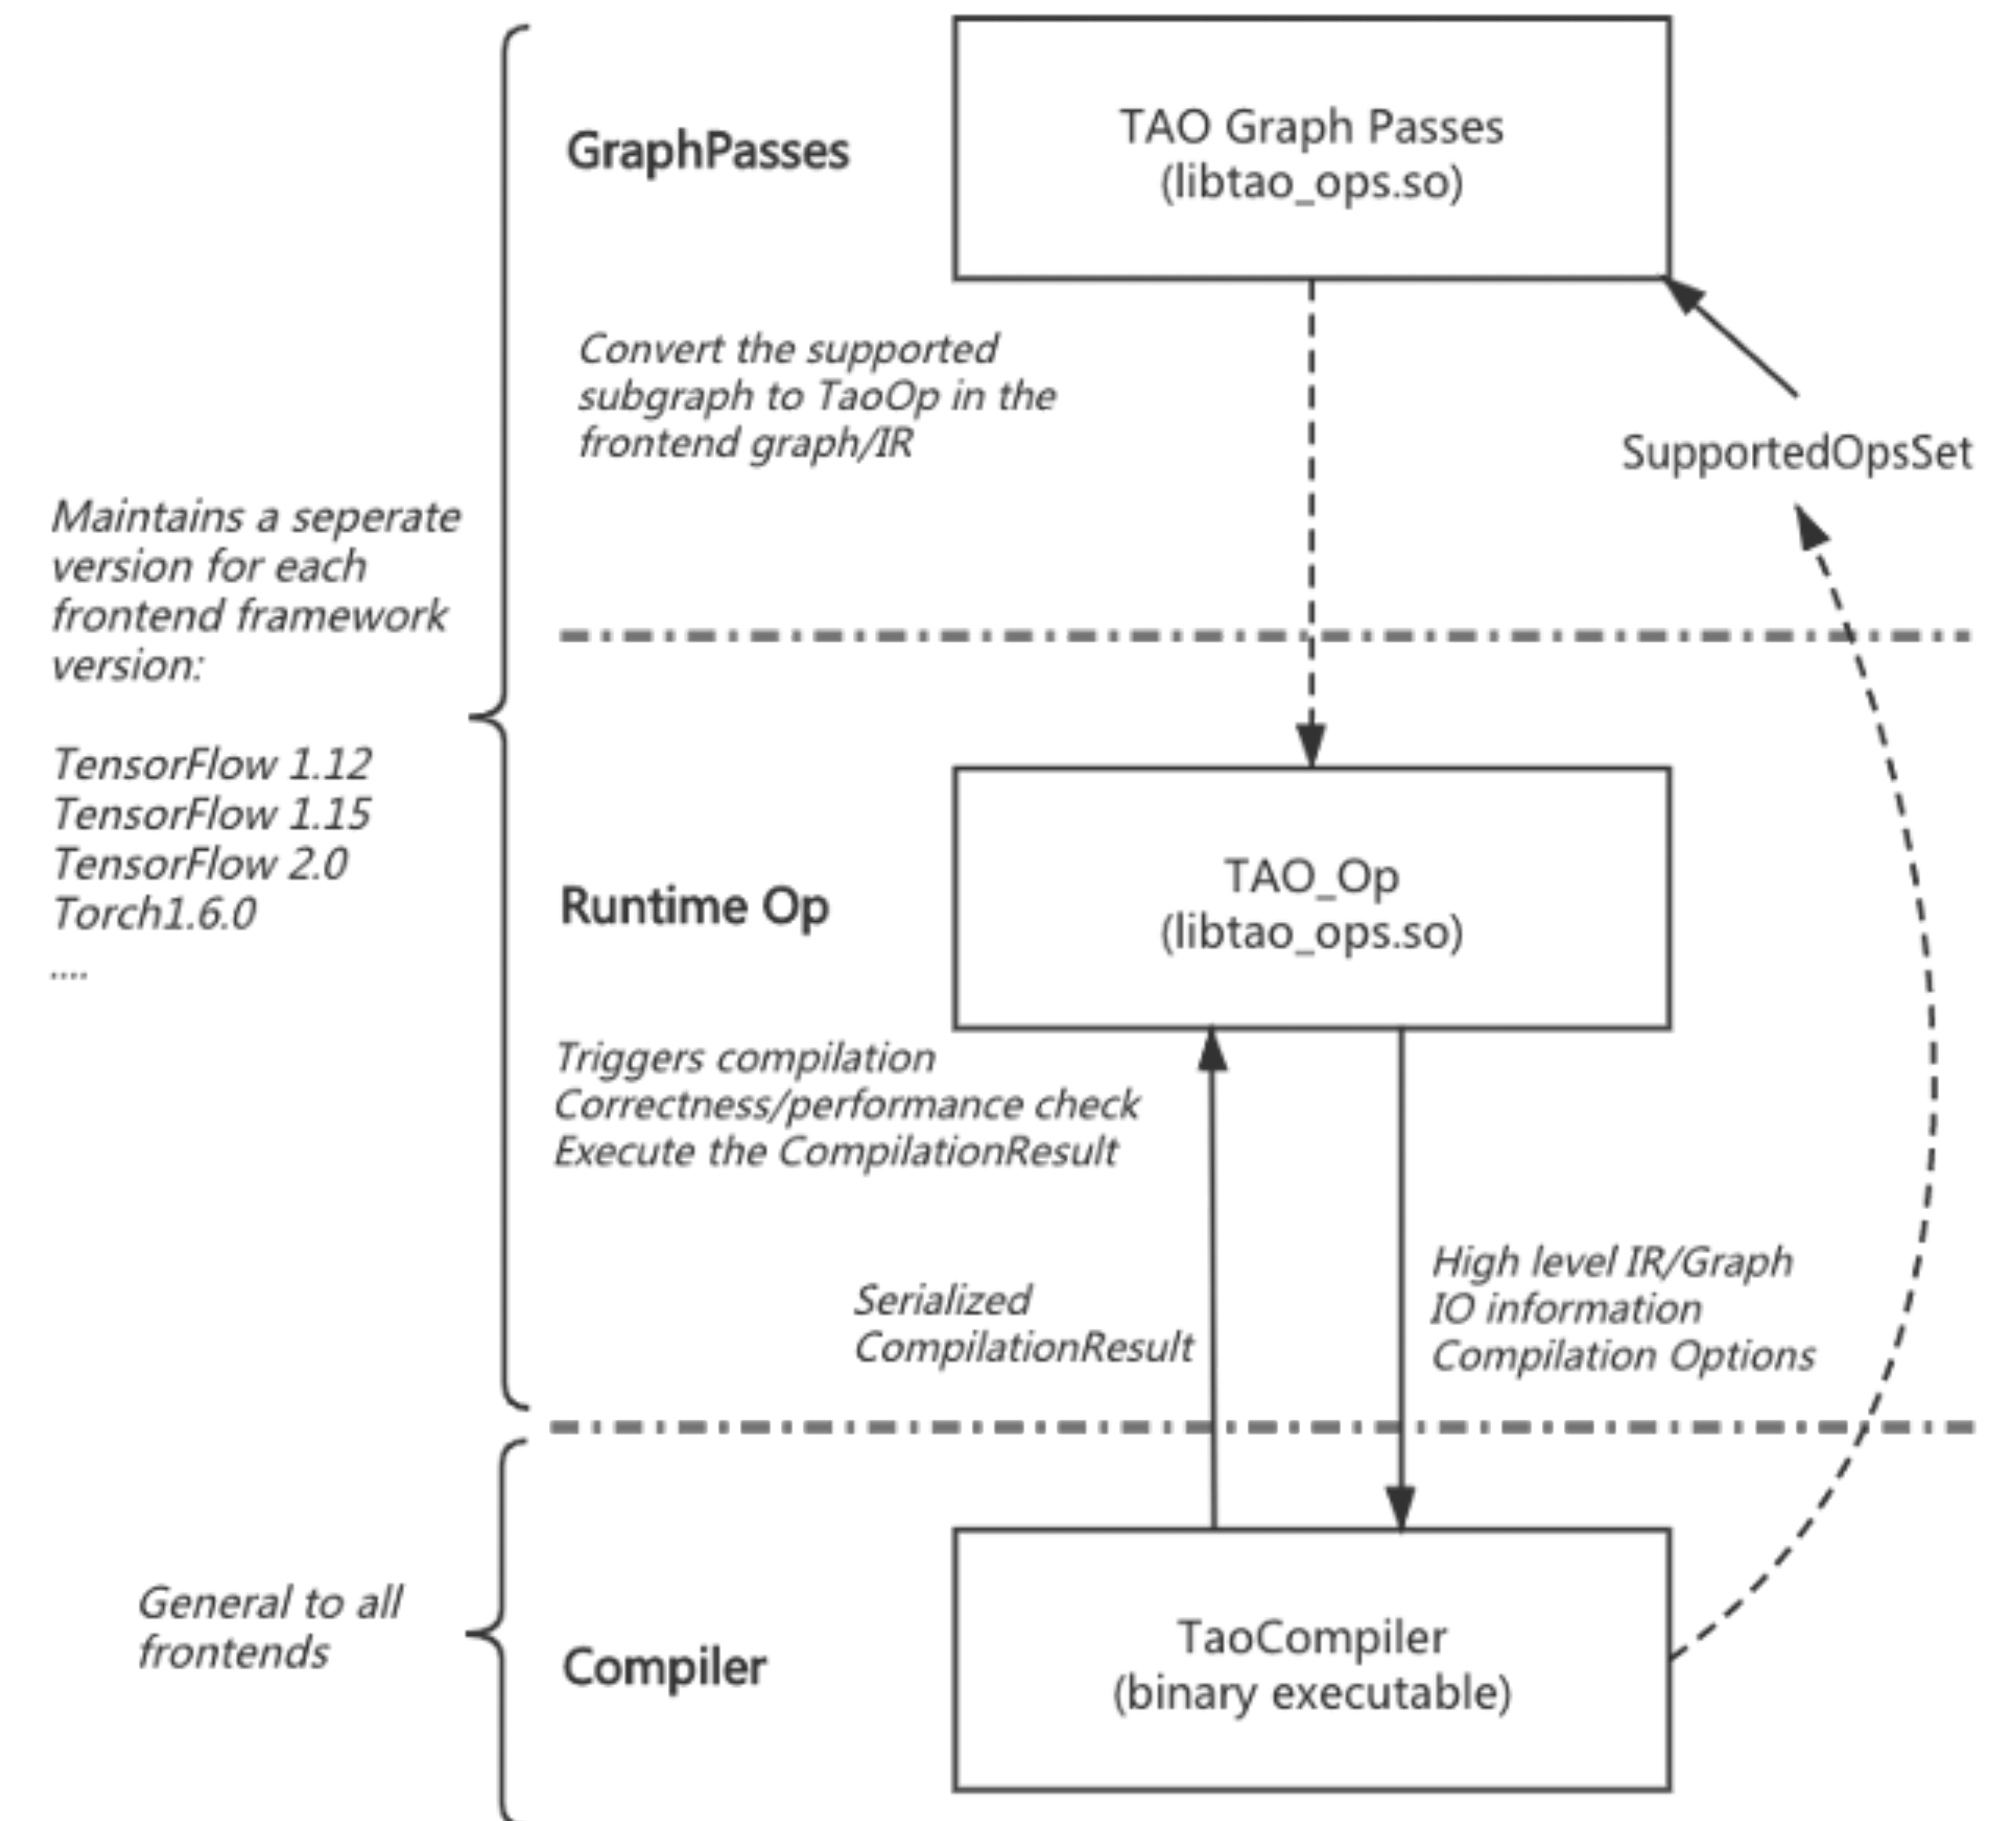 TAO Graph Passes
(libtao_ops.so)
GraphPasses
Convert the supported
subgraph to TaoOp in the
frontend graph/IR
SupportedOpsSet
Maintains a seperate
version for each
frontend framework
version:
TensorFlow 1.12
TensorFlow 1.15
TensorFlow 2.0
Torch1.6.0
....
TAO_Op
(libtao_ops.so)
Runtime Op
Triggers compilation
Correctness/performance check
Execute the CompilationResult
Serialized
CompilationResult
High level IR/Graph
IO information
Compilation Options
General to all
frontends
Compiler
TaoCompiler
(binary executable)